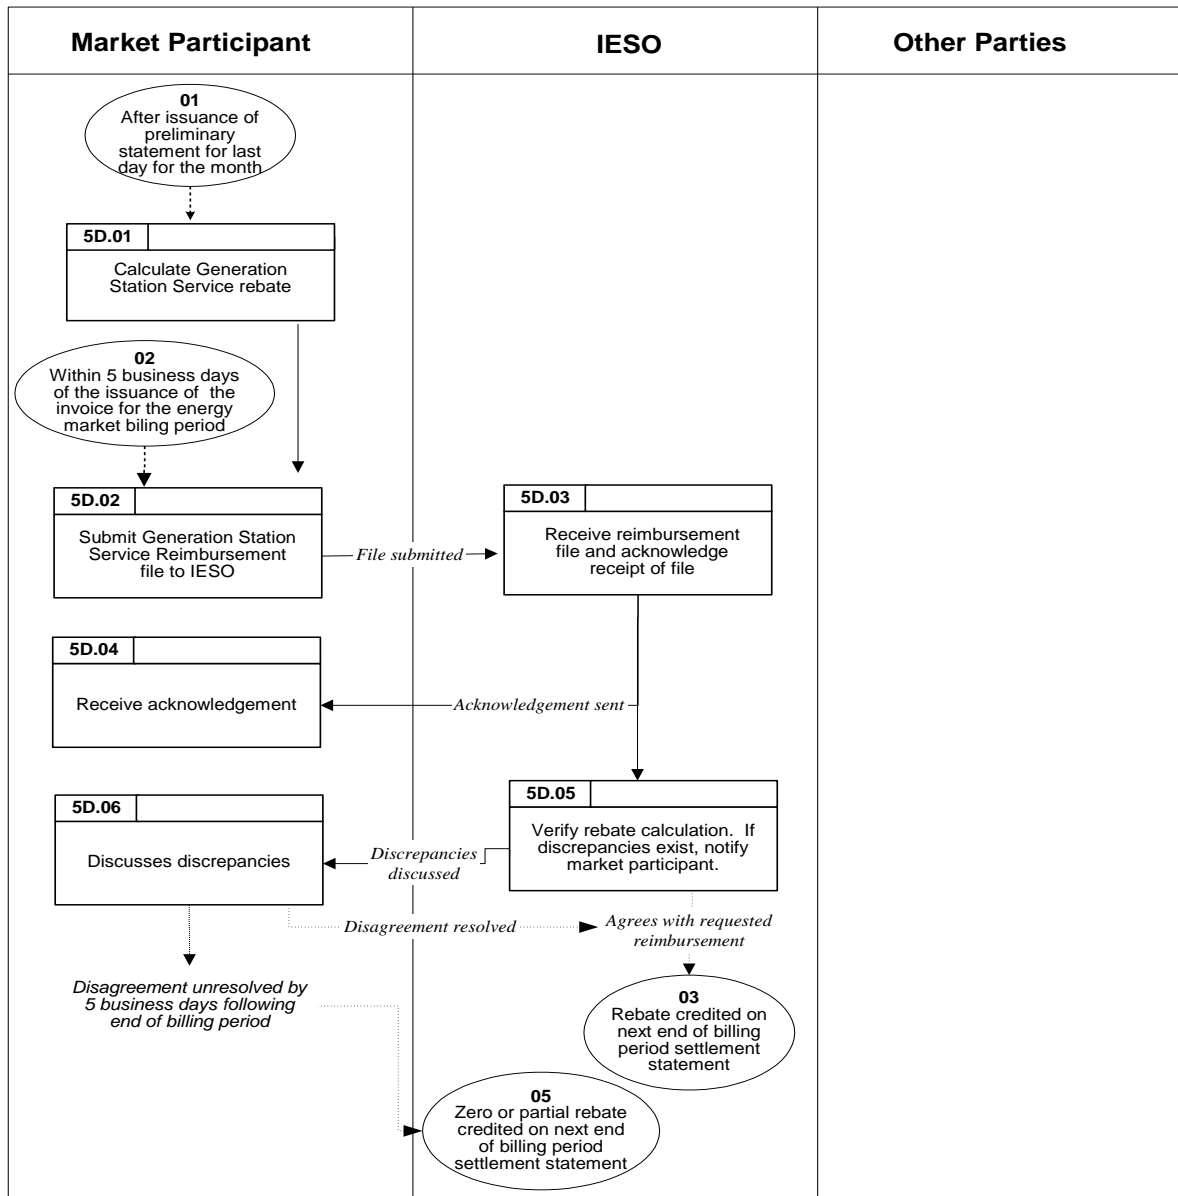 Market Participant
IESO
Other Parties
01
After issuance of
preliminary
statement for last
day for the month
5D.01
Calculate Generation
Station Service rebate
02
Within 5 business days
of the issuance of the
invoice for the energy
market biling period
5D.02
Submit Generation Station
Service Reimbursement
file to IESO
File submitted
5D.03
Receive reimbursement
file and acknowledge
receipt of file
5D.04
Receive acknowledgement
Acknowledgement sent
5D.05
Verify rebate calculation. If
discrepancies exist, notify
market participant.
5D.06
Discusses discrepancies
Discrepancies
discussed
Disagreement resolved
Agrees with requested
reimbursement
Disagreement unresolved by
5 business days following
end of billing period
03
Rebate credited on
next end of billing
period settlement
statement
05
Zero or partial rebate
credited on next end
of billing period
settlement statement